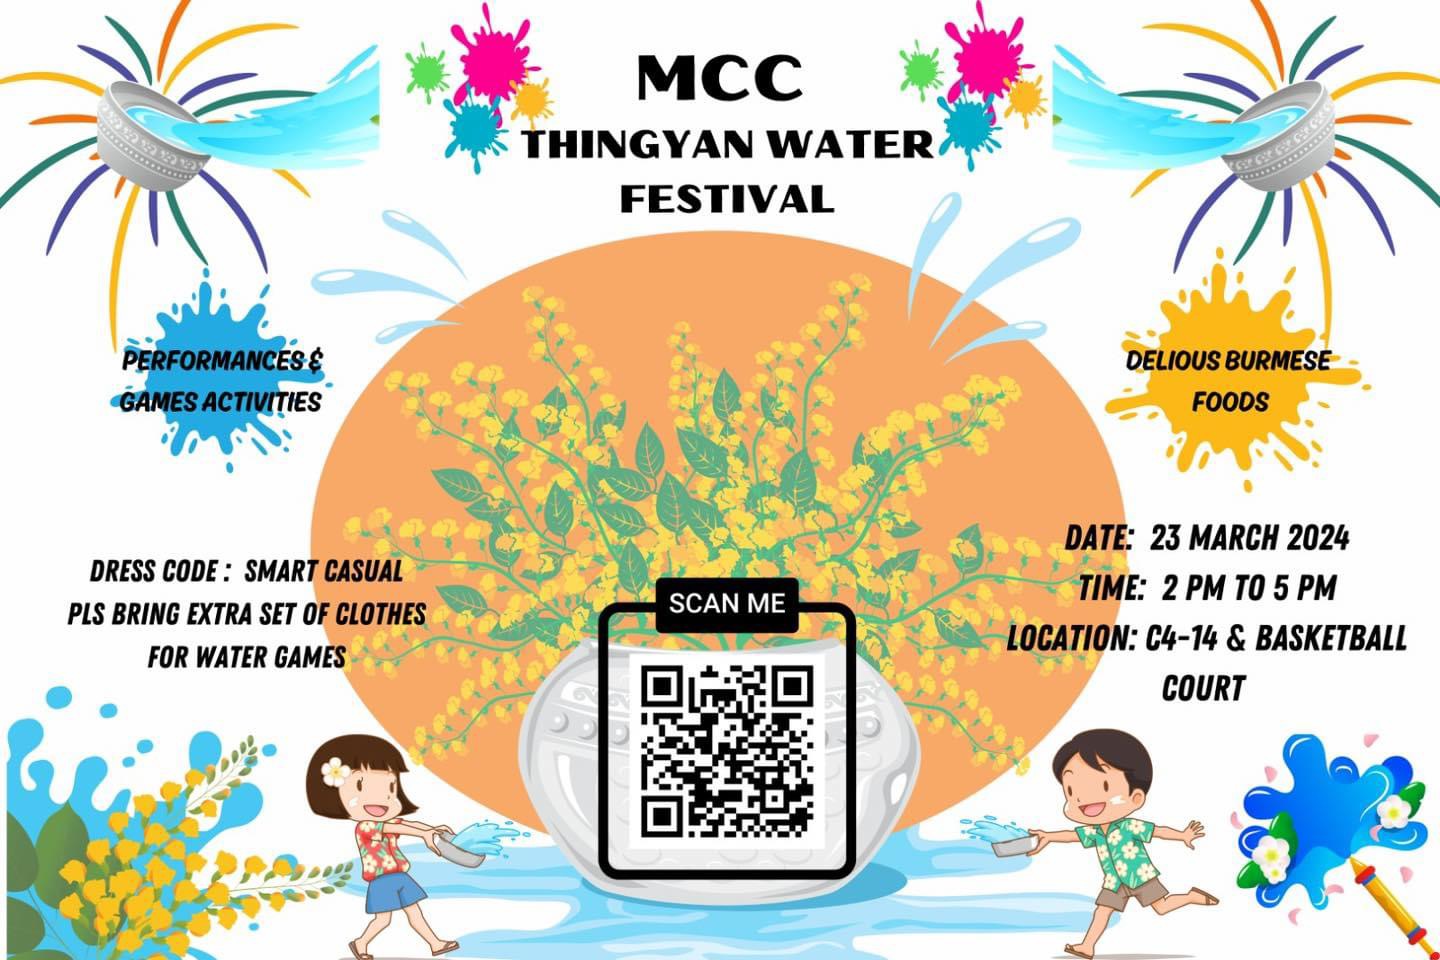 MCC
THINGYAN WATER
FESTIVAL
PERFORMANCES &
GAMES ACTIVITIES
DELIOUS BURMESE
FOODS
DRESS CODE : SMART CASUAL
PLS BRING EXTRA SET OF CLOTHES
FOR WATER GAMES
DATE: 23 MARCH 2024
TIME: 2 PM TO 5 PM
LOCATION: C4-14 & BASKETBALL
COURT
SCAN ME